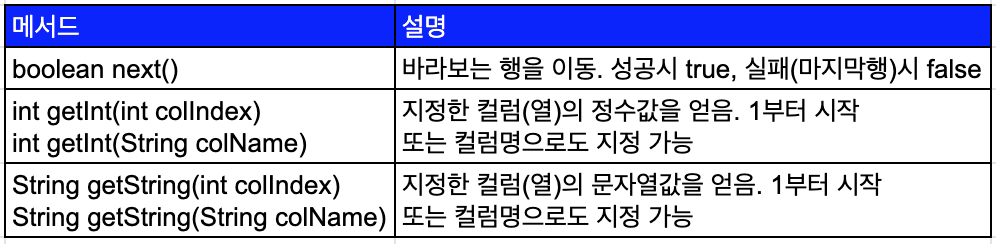 메서드 설명
boolean next() 바라보는 행을 이동. 성공시 true, 실패(마지막행)시 false
int getInt(int colIndex) 지정한 컬럼(열)의 정수값을 얻음. 1부터 시작
int getInt(String colName) 또는 컬럼명으로도 지정 가능
String getString(int colIndex) 지정한 컬럼(열)의 문자열값을 얻음. 1부터 시작
String getString(String colName) 또는 컬럼명으로도 지정 가능